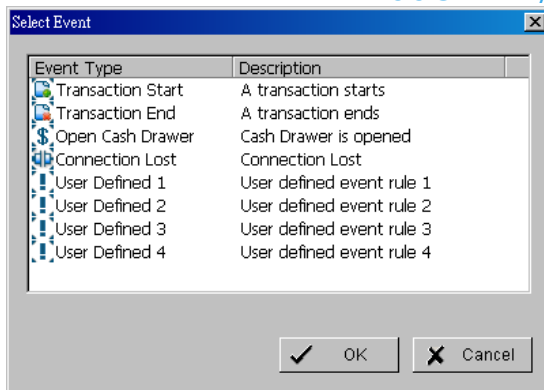 Select Event
Event Type Description
Transaction Start A transaction starts
Transaction End A transaction ends
Open Cash Drawer Cash Drawer is opened
Connection Lost Connection Lost
User Defined 1 User defined event rule 1
User Defined 2 User defined event rule 2
User Defined 3 User defined event rule 3
User Defined 4 User defined event rule 4
OK Cancel